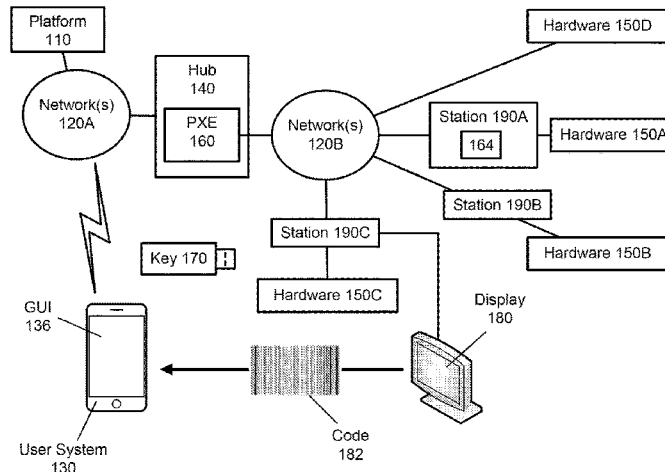 Platform
110
Network(s)
120A
Hub
140
PXE
160
Network(s)
120B
Hardware 150D
Station 190A
164
Hardware 150A
Station 190B
Hardware 150B
Station 190C
Hardware 150C
Key 170
Display
180
GUI
136
Code
182
User System
130